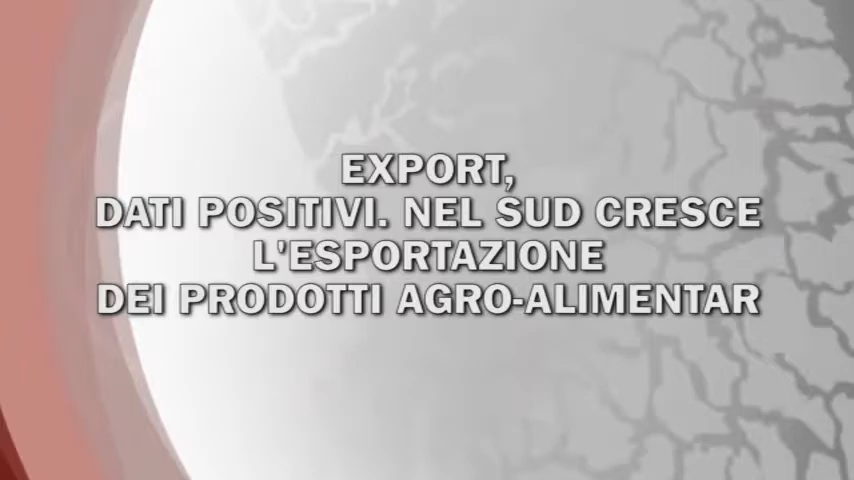 EXPORT,
DATI POSITIVI. NEL SUD CRESCE
L'ESPORTAZIONE
DEI PRODOTTI AGRO-ALIMENTAR